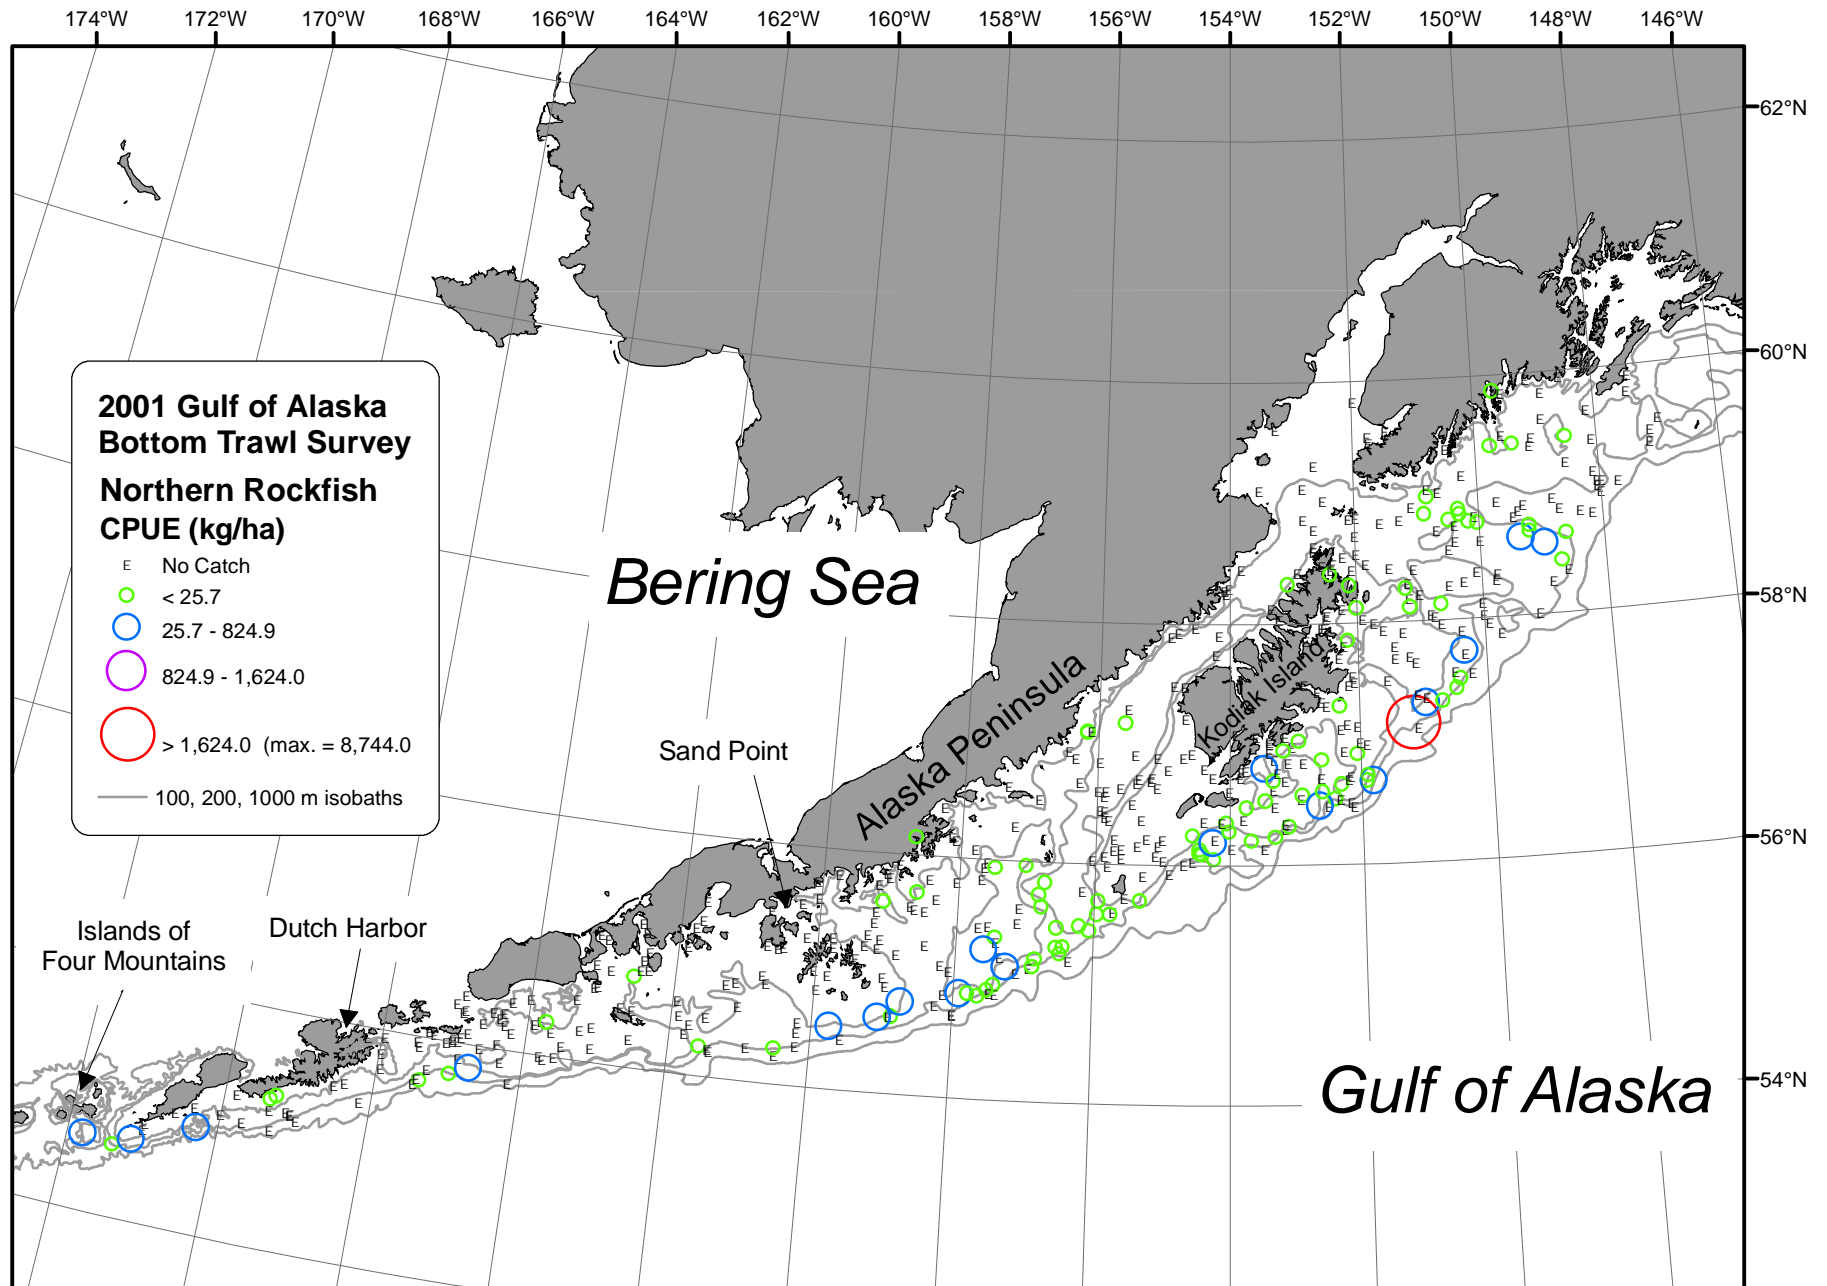 174°W 172°W 170°W 168°W 166°W 164°W 162°W 160°W 158°W 156°W 154°W 152°W 150°W 148°W 146°W
62°N
60°N
58°N
56°N
54°N
2001 Gulf of Alaska
Bottom Trawl Survey
Northern Rockfish
CPUE (kg/ha)
E No Catch
< 25.7
25.7 - 824.9
824.9 - 1,624.0
> 1,624.0 (max. = 8,744.0
100, 200, 1000 m isobaths
Bering Sea
Alaska Peninsula
Kodiak Island
Sand Point
Dutch Harbor
Islands of
Four Mountains
Gulf of Alaska